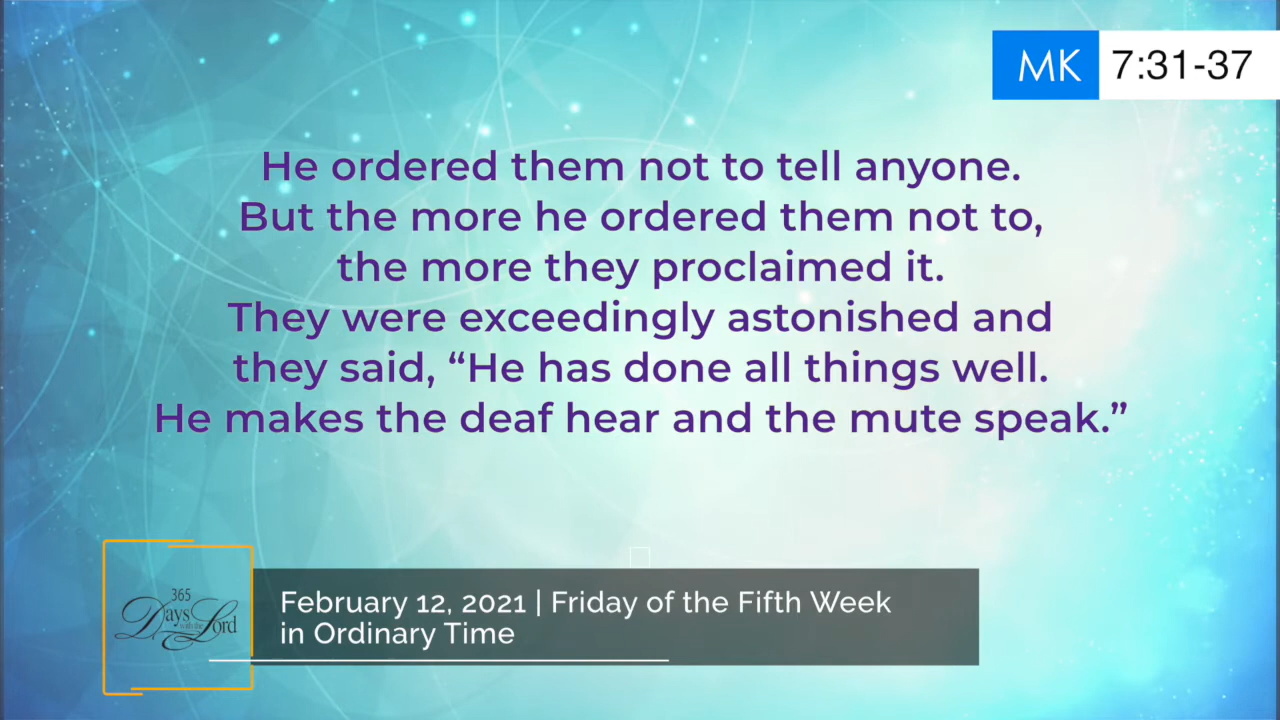 MK 7:31-37
He ordered them not to tell anyone.
But the more he ordered them not to,
the more they proclaimed it.
They were exceedingly astonished and
they said, “He has done all things well.
He makes the deaf hear and the mute speak.”
365
Days
with the
Lord
February 12, 2021 | Friday of the Fifth Week
in Ordinary Time